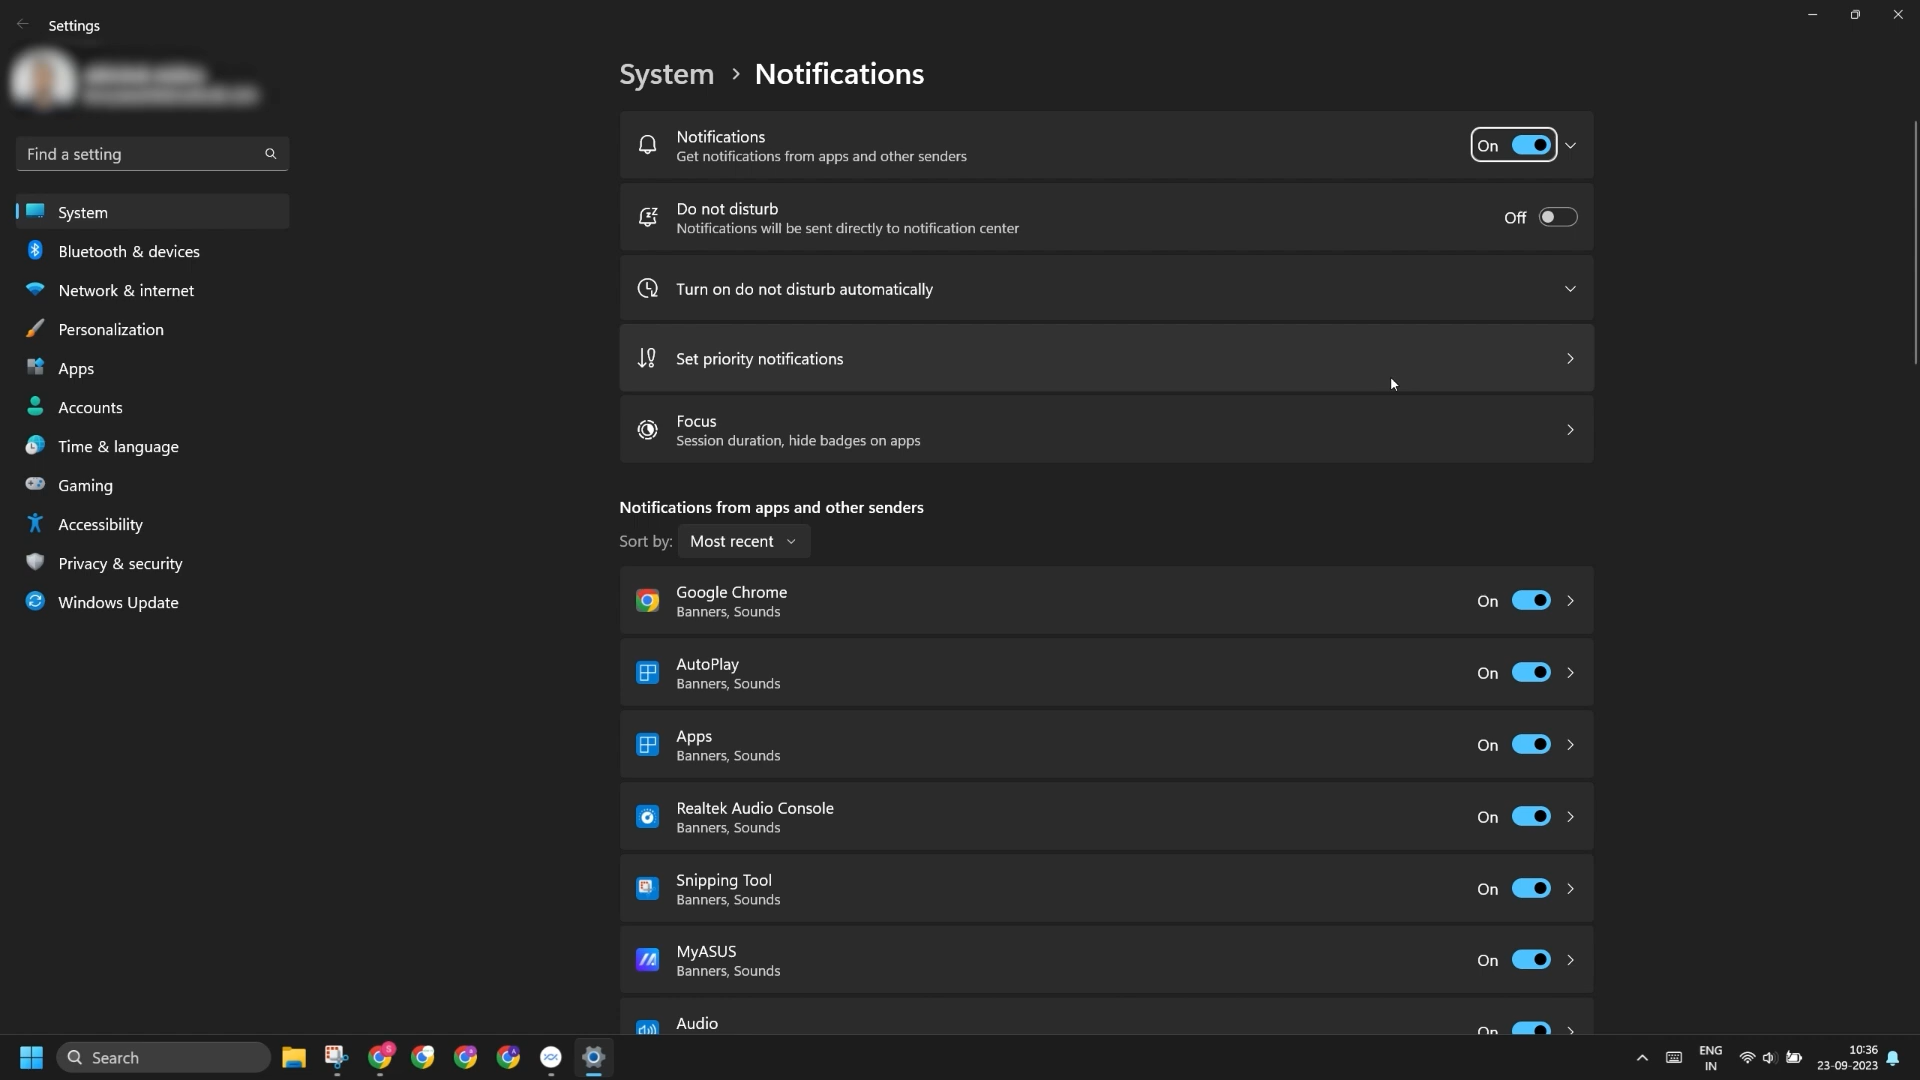 Settings
Find a setting
System
Bluetooth & devices
Network & internet
Personalization
Apps
Accounts
Time & language
Gaming
Accessibility
Privacy & security
Windows Update
System › Notifications
Notifications
Get notifications from apps and other senders
On
Do not disturb
Notifications will be sent directly to notification center
Off
Turn on do not disturb automatically
Set priority notifications
Focus
Session duration, hide badges on apps
Notifications from apps and other senders
Sort by: Most recent
Google Chrome
Banners, Sounds
On
AutoPlay
Banners, Sounds
On
Apps
Banners, Sounds
On
Realtek Audio Console
Banners, Sounds
On
Snipping Tool
Banners, Sounds
On
MyASUS
Banners, Sounds
On
Audio
On
Search
ENG
IN
10:36
23-09-2023